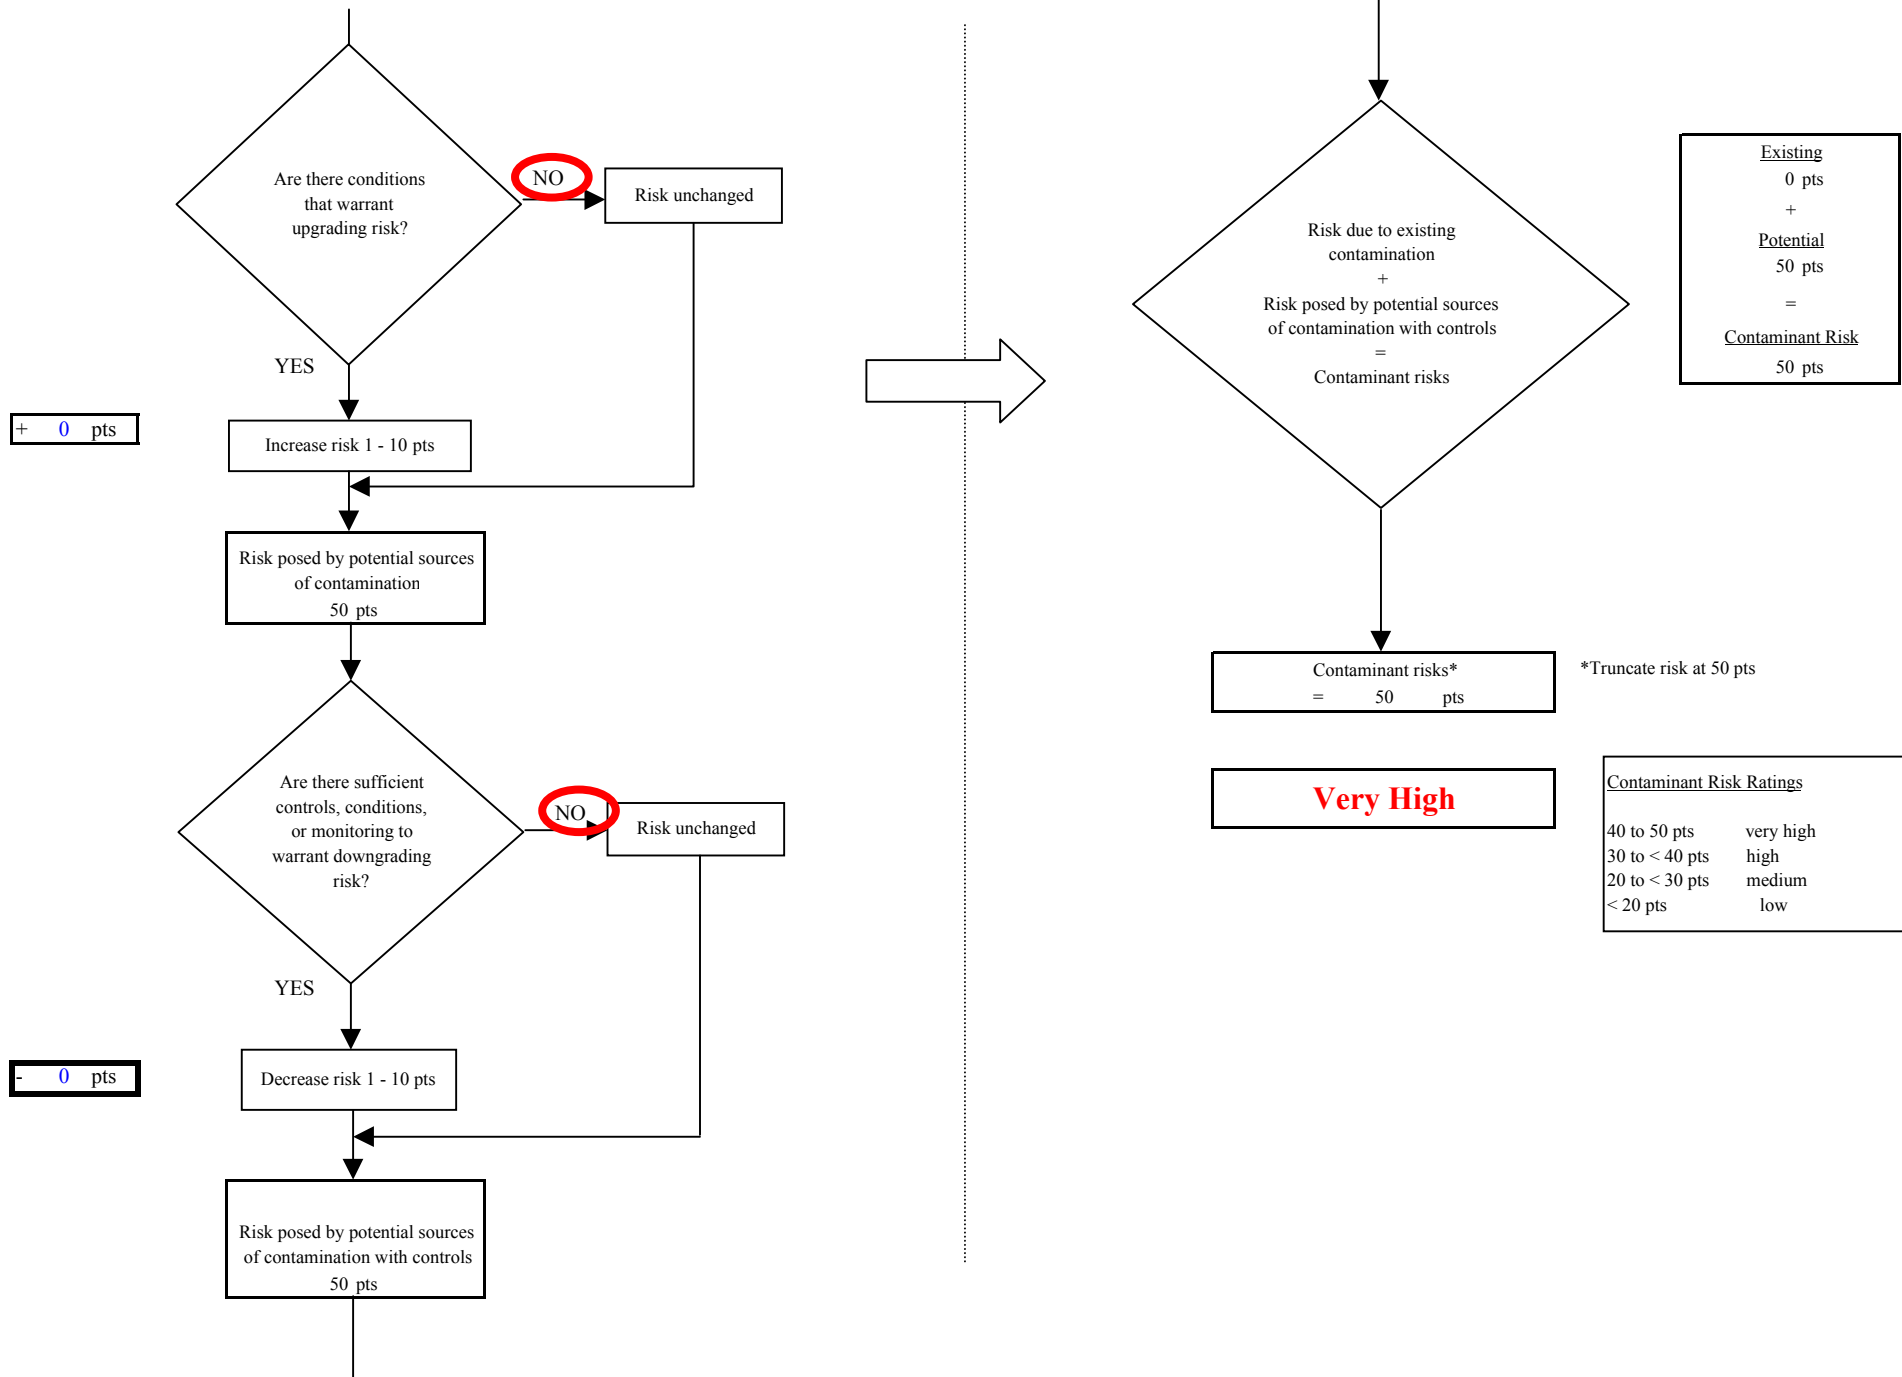 Are there conditions
that warrant
upgrading risk?
NO
Risk unchanged
YES
+ 0 pts
Increase risk 1 - 10 pts
Risk posed by potential sources
of contamination
50 pts
Are there sufficient
controls, conditions,
or monitoring to
warrant downgrading
risk?
NO
Risk unchanged
YES
- 0 pts
Decrease risk 1 - 10 pts
Risk posed by potential sources
of contamination with controls
50 pts
Risk due to existing
contamination
+
Risk posed by potential sources
of contamination with controls
=
Contaminant risks
Existing
0 pts
+
Potential
50 pts
=
Contaminant Risk
50 pts
Contaminant risks*
= 50 pts
*Truncate risk at 50 pts
Very High
Contaminant Risk Ratings
40 to 50 pts very high
30 to < 40 pts high
20 to < 30 pts medium
< 20 pts low